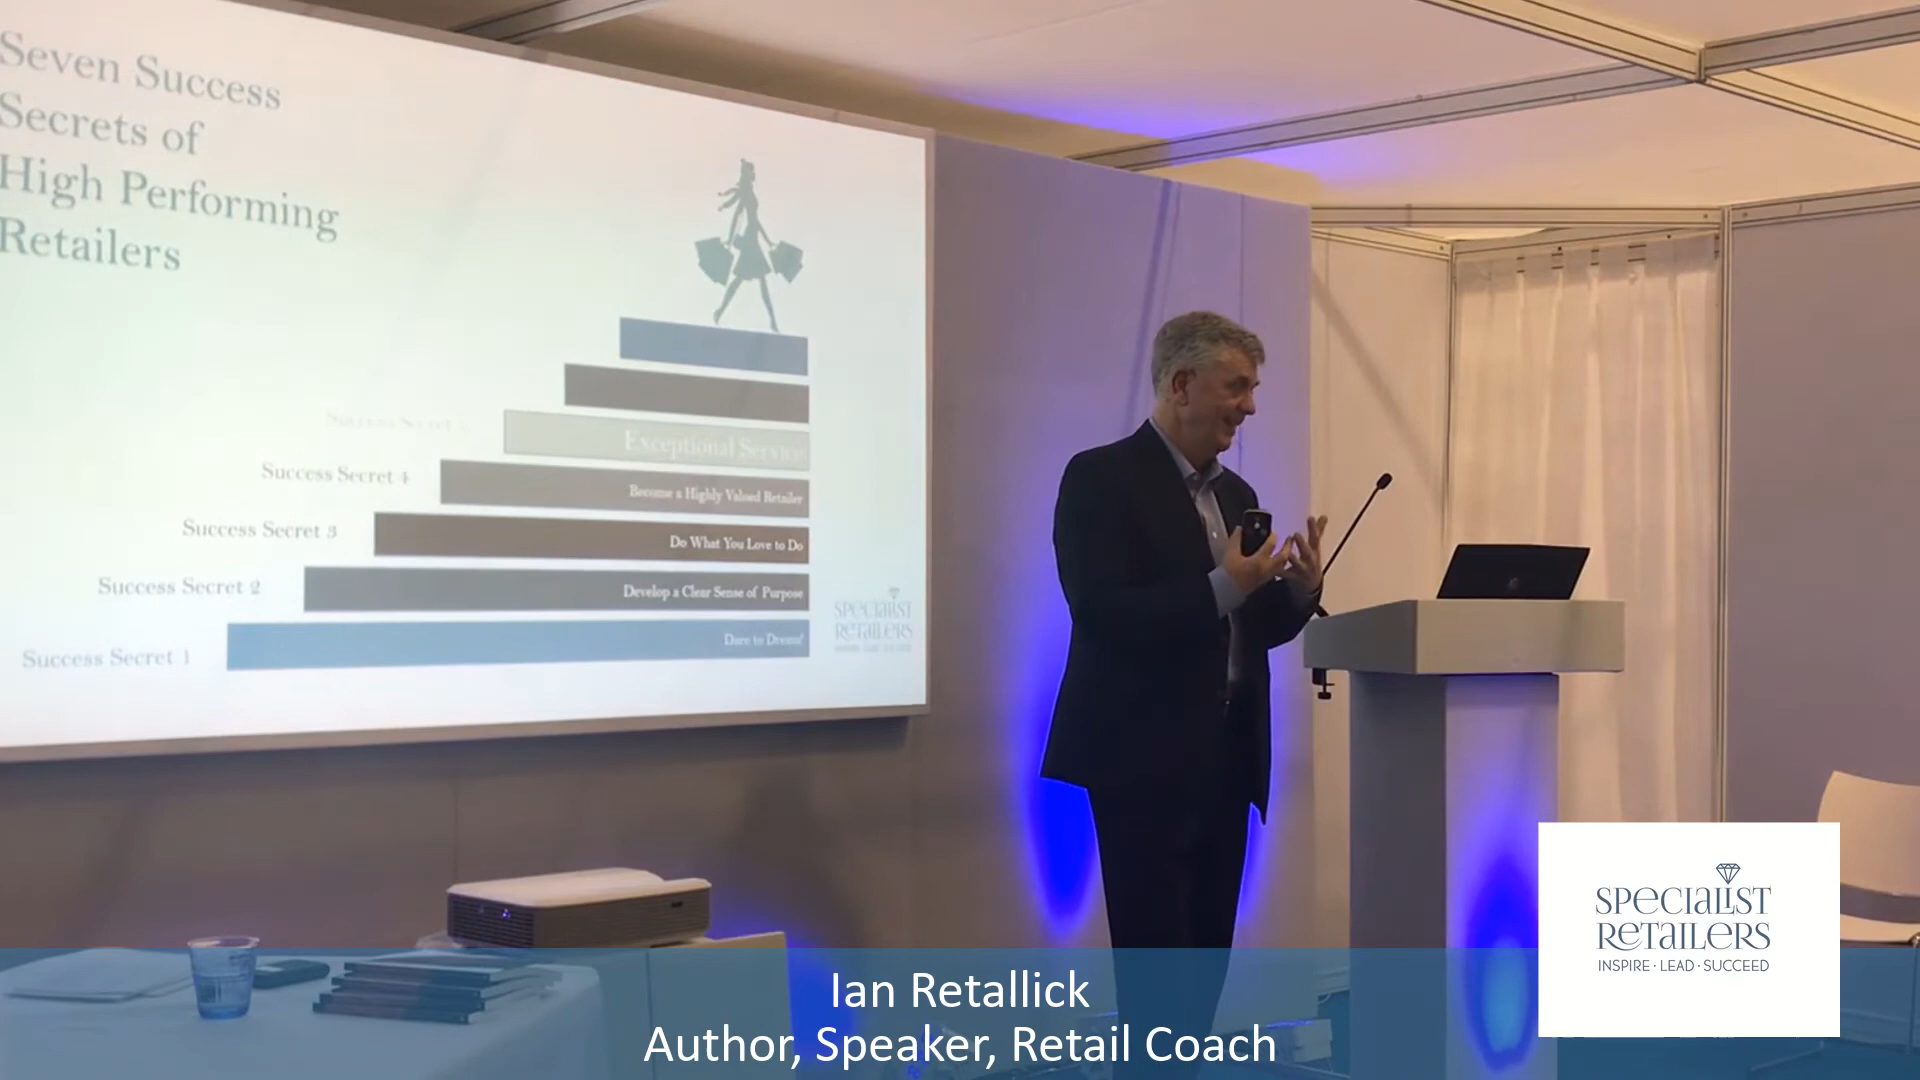 Seven Success
Secrets of
High Performing
Retailers
Success Secret
Exceptional Service
Success Secret 4
Become a Highly Valued Retailer
Success Secret 3
Do What You Love to Do
Success Secret 2
Develop a Clear Sense of Purpose
Success Secret 1
Dare to Dream!
SPECIALIST
RETAILERS
SPECIALIST
RETAILERS
INSPIRE · LEAD · SUCCEED
Ian Retallick
Author, Speaker, Retail Coach